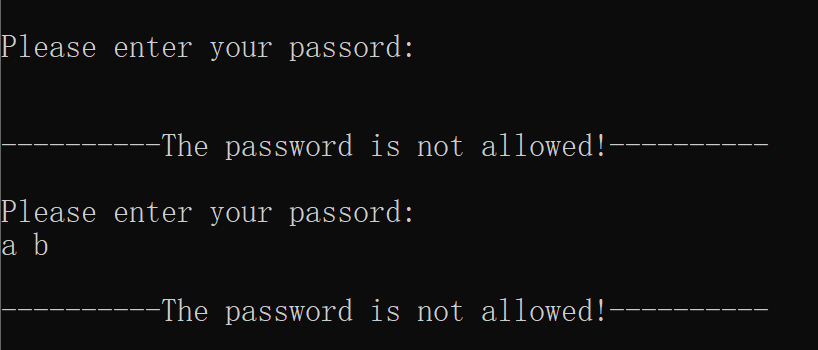 Please enter your passord:
----------The password is not allowed!----------
Please enter your passord:
a b
----------The password is not allowed!----------